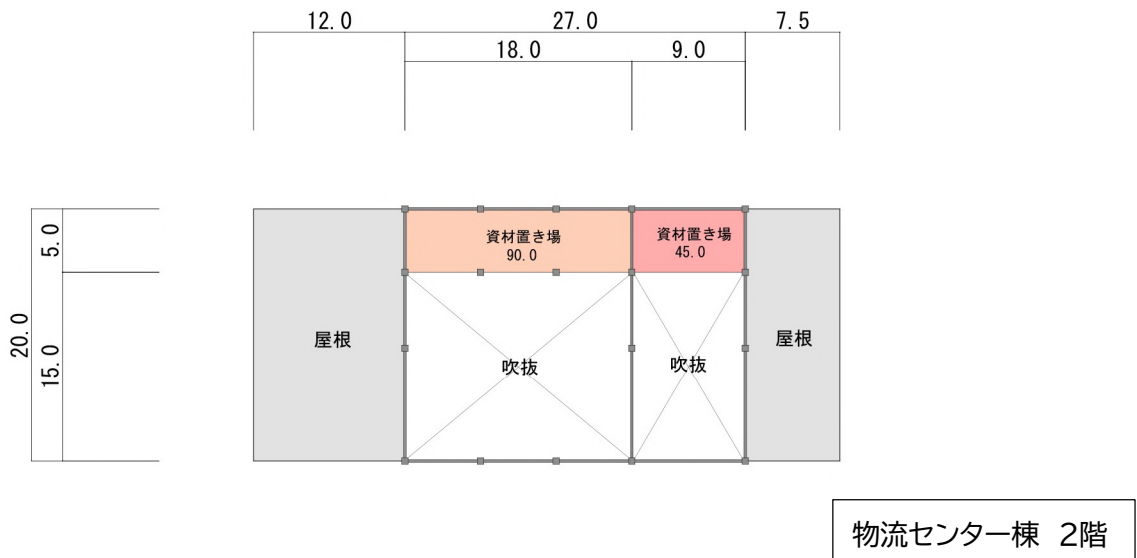 12.0 27.0 7.5
18.0 9.0
20.0
5.0
15.0
資材置き場
90.0
資材置き場
45.0
屋根
吹抜
吹抜
屋根
物流センター棟 2階